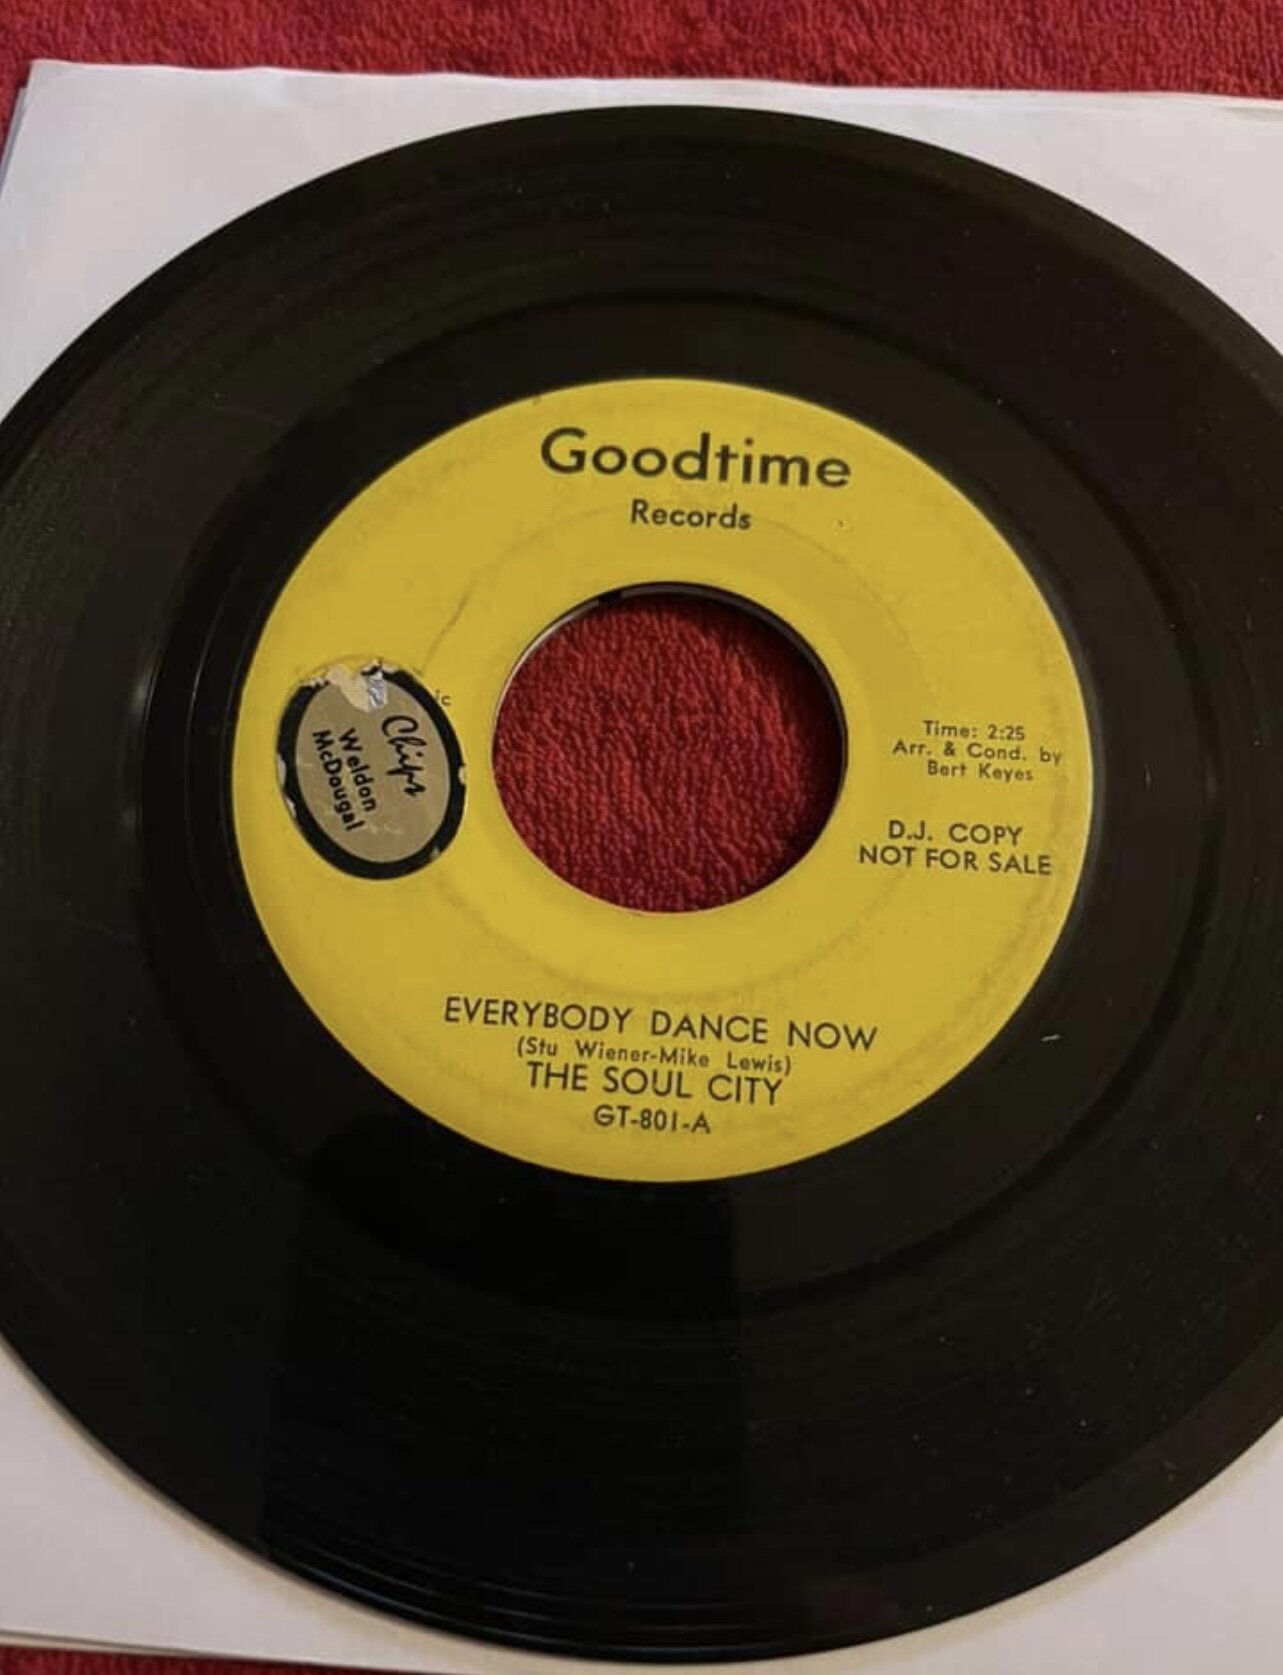 Goodtime
Records
ic
Chips
Weldon
McDougal
Time: 2:25
Arr. & Cond. by
Bert Keyes
D.J. COPY
NOT FOR SALE
EVERYBODY DANCE NOW
(Stu Wiener-Mike Lewis)
THE SOUL CITY
GT-801-A